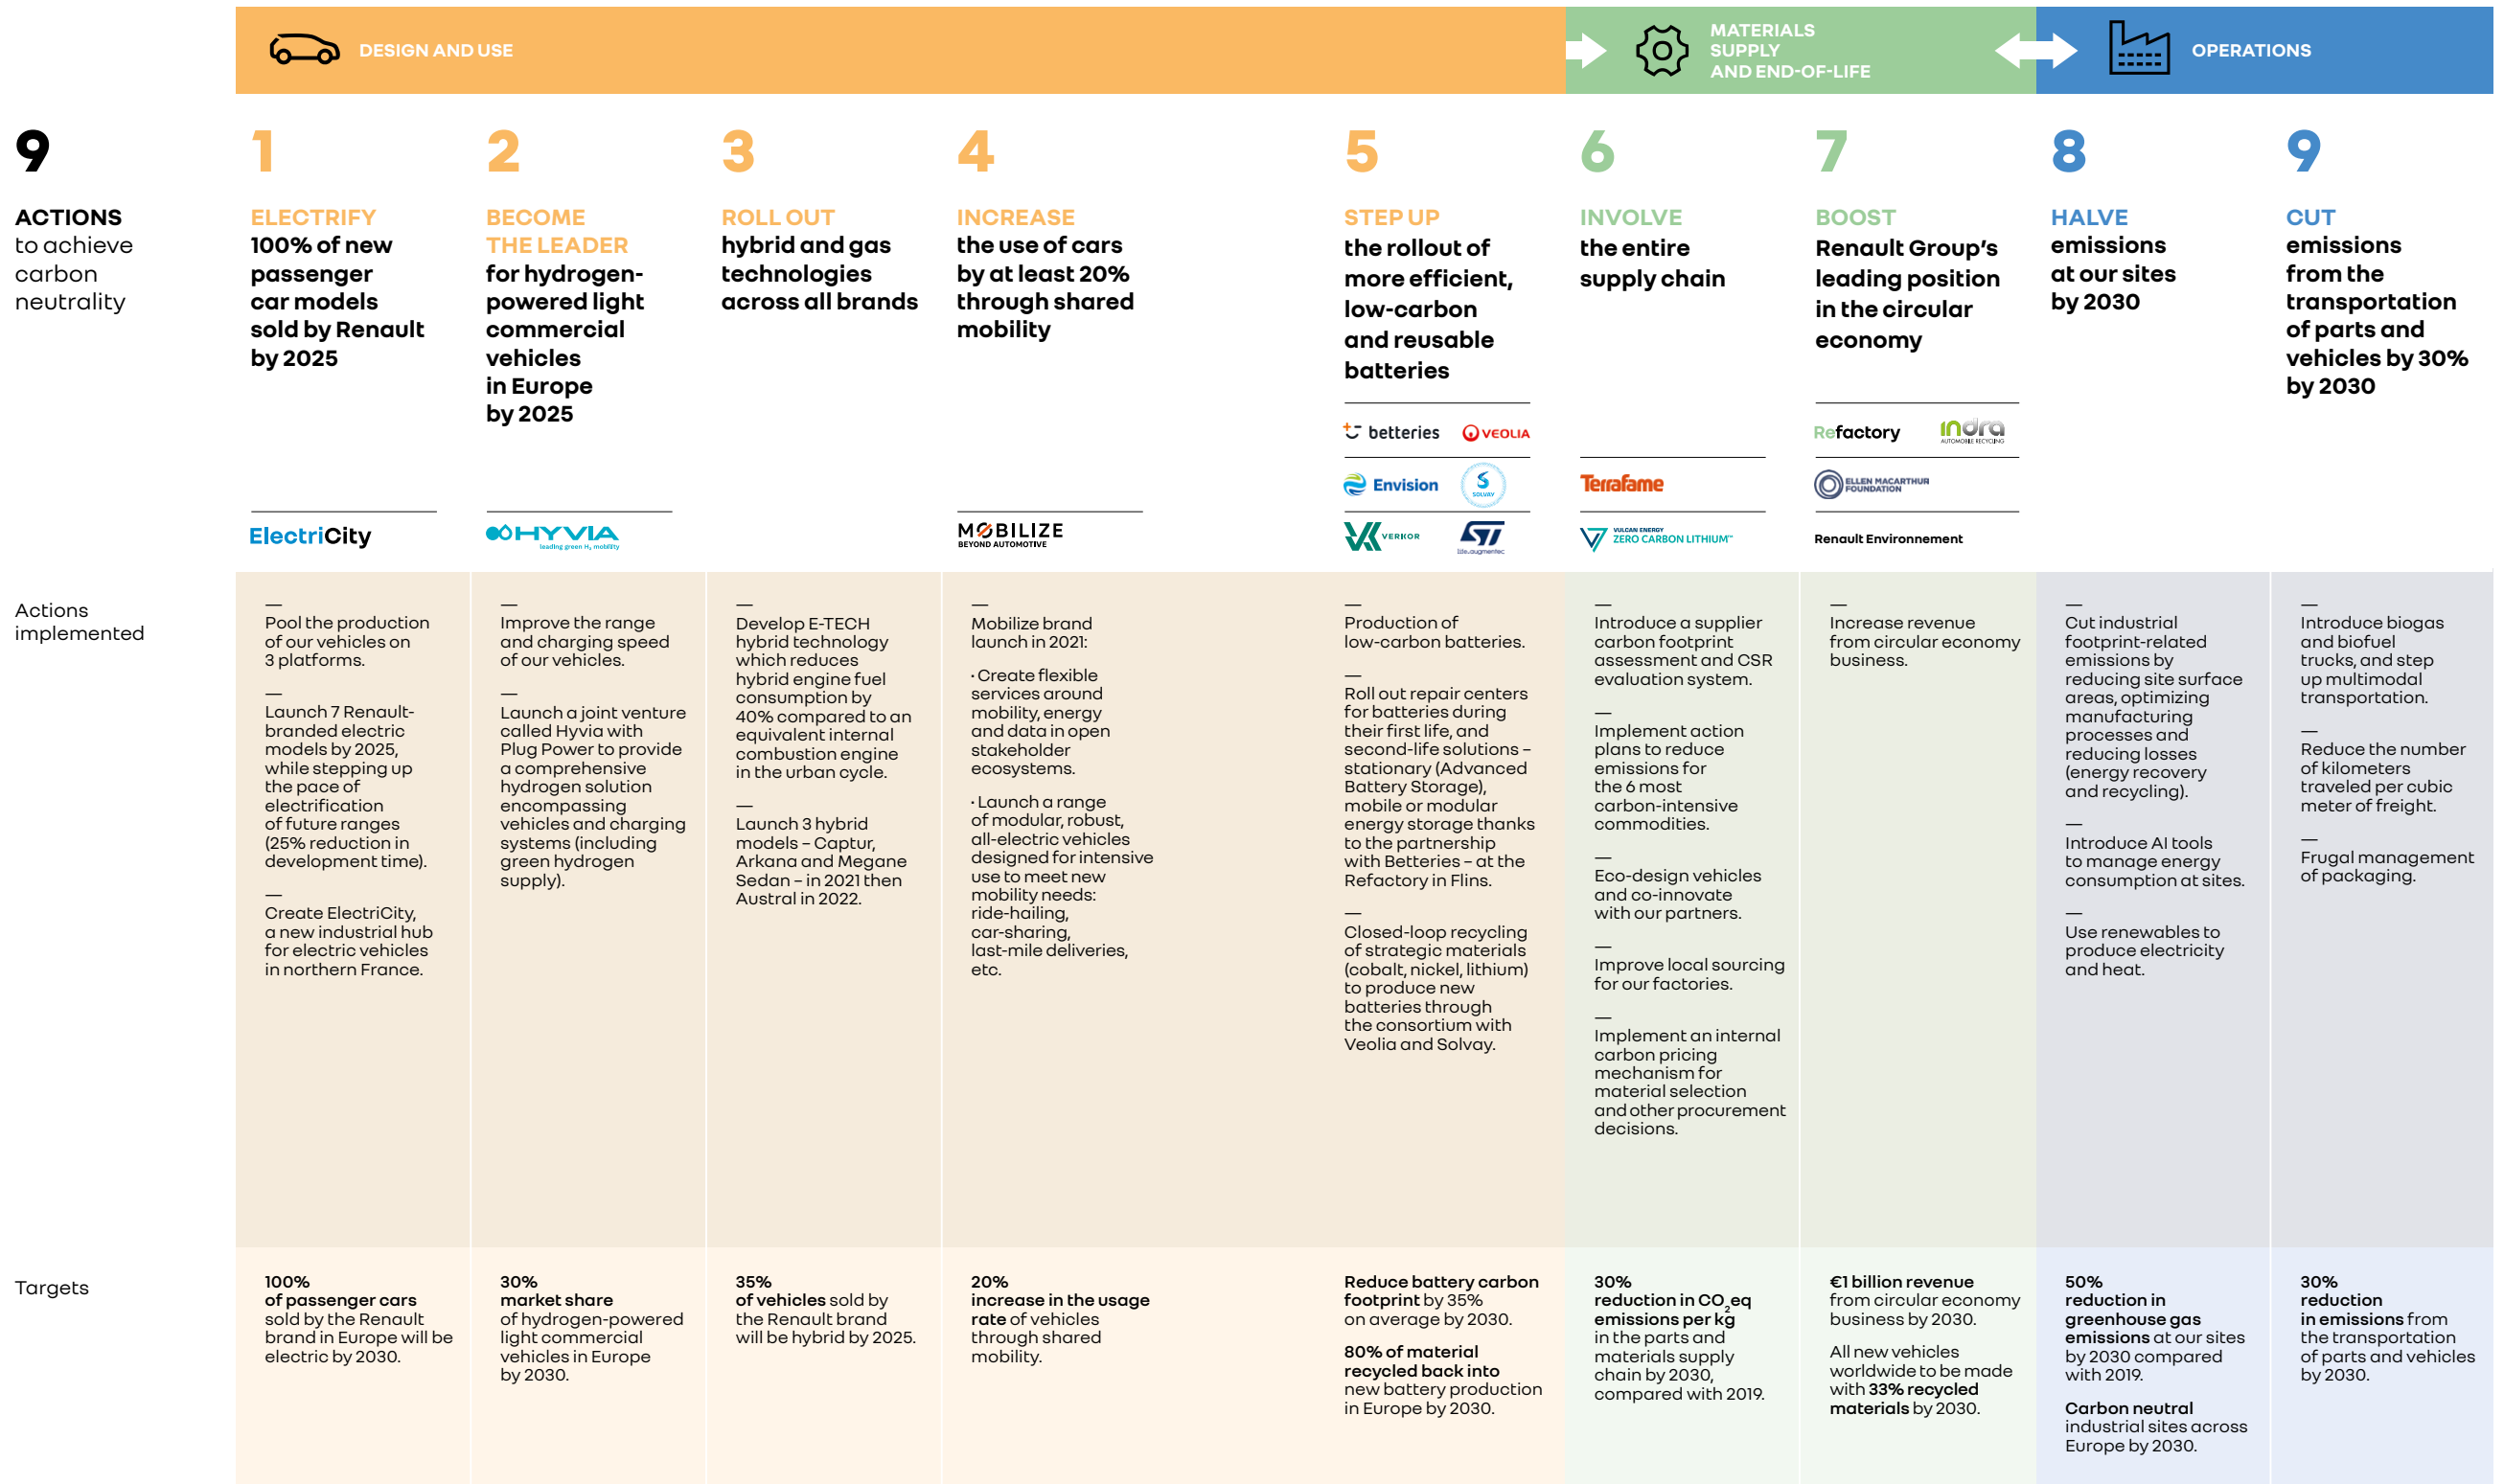 DESIGN AND USE
MATERIALS
SUPPLY
AND END-OF-LIFE
OPERATIONS
9
ACTIONS
to achieve
carbon
neutrality
1
ELECTRIFY
100% of new
passenger
car models
sold by Renault
by 2025
ElectriCity
2
BECOME
THE LEADER
for hydrogen-
powered light
commercial
vehicles
in Europe
by 2025
HYVIA
leading green H₂ mobility
3
ROLL OUT
hybrid and gas
technologies
across all brands
4
INCREASE
the use of cars
by at least 20%
through shared
mobility
MOBILIZE
BEYOND AUTOMOTIVE
5
STEP UP
the rollout of
more efficient,
low-carbon
and reusable
batteries
betteries
VEOLIA
Envision
SOLVAY
VERKOR
ST
life.augmented
6
INVOLVE
the entire
supply chain
Terrafame
VULCAN ENERGY
ZERO CARBON LITHIUM™
7
BOOST
Renault Group's
leading position
in the circular
economy
Refactory
indra
AUTOMOBILE RECYCLING
ELLEN MACARTHUR
FOUNDATION
Renault Environnement
8
HALVE
emissions
at our sites
by 2030
9
CUT
emissions
from the
transportation
of parts and
vehicles by 30%
by 2030
Actions
implemented
—
Pool the production
of our vehicles on
3 platforms.
—
Launch 7 Renault-
branded electric
models by 2025,
while stepping up
the pace of
electrification
of future ranges
(25% reduction in
development time).
—
Create ElectriCity,
a new industrial hub
for electric vehicles
in northern France.
—
Improve the range
and charging speed
of our vehicles.
—
Launch a joint venture
called Hyvia with
Plug Power to provide
a comprehensive
hydrogen solution
encompassing
vehicles and charging
systems (including
green hydrogen
supply).
—
Develop E-TECH
hybrid technology
which reduces
hybrid engine fuel
consumption by
40% compared to an
equivalent internal
combustion engine
in the urban cycle.
—
Launch 3 hybrid
models – Captur,
Arkana and Megane
Sedan – in 2021 then
Austral in 2022.
—
Mobilize brand
launch in 2021:
· Create flexible
services around
mobility, energy
and data in open
stakeholder
ecosystems.
· Launch a range
of modular, robust,
all-electric vehicles
designed for intensive
use to meet new
mobility needs:
ride-hailing,
car-sharing,
last-mile deliveries,
etc.
—
Production of
low-carbon batteries.
—
Roll out repair centers
for batteries during
their first life, and
second-life solutions –
stationary (Advanced
Battery Storage),
mobile or modular
energy storage thanks
to the partnership
with Betteries – at the
Refactory in Flins.
—
Closed-loop recycling
of strategic materials
(cobalt, nickel, lithium)
to produce new
batteries through
the consortium with
Veolia and Solvay.
—
Introduce a supplier
carbon footprint
assessment and CSR
evaluation system.
—
Implement action
plans to reduce
emissions for
the 6 most
carbon-intensive
commodities.
—
Eco-design vehicles
and co-innovate
with our partners.
—
Improve local sourcing
for our factories.
—
Implement an internal
carbon pricing
mechanism for
material selection
and other procurement
decisions.
—
Increase revenue
from circular economy
business.
—
Cut industrial
footprint-related
emissions by
reducing site surface
areas, optimizing
manufacturing
processes and
reducing losses
(energy recovery
and recycling).
—
Introduce AI tools
to manage energy
consumption at sites.
—
Use renewables to
produce electricity
and heat.
—
Introduce biogas
and biofuel
trucks, and step
up multimodal
transportation.
—
Reduce the number
of kilometers
traveled per cubic
meter of freight.
—
Frugal management
of packaging.
Targets
100%
of passenger cars
sold by the Renault
brand in Europe will be
electric by 2030.
30%
market share
of hydrogen-powered
light commercial
vehicles in Europe
by 2030.
35%
of vehicles sold by
the Renault brand
will be hybrid by 2025.
20%
increase in the usage
rate of vehicles
through shared
mobility.
Reduce battery carbon
footprint by 35%
on average by 2030.
80% of material
recycled back into
new battery production
in Europe by 2030.
30%
reduction in CO₂eq
emissions per kg
in the parts and
materials supply
chain by 2030,
compared with 2019.
€1 billion revenue
from circular economy
business by 2030.
All new vehicles
worldwide to be made
with 33% recycled
materials by 2030.
50%
reduction in
greenhouse gas
emissions at our sites
by 2030 compared
with 2019.
Carbon neutral
industrial sites across
Europe by 2030.
30%
reduction
in emissions from
the transportation
of parts and vehicles
by 2030.